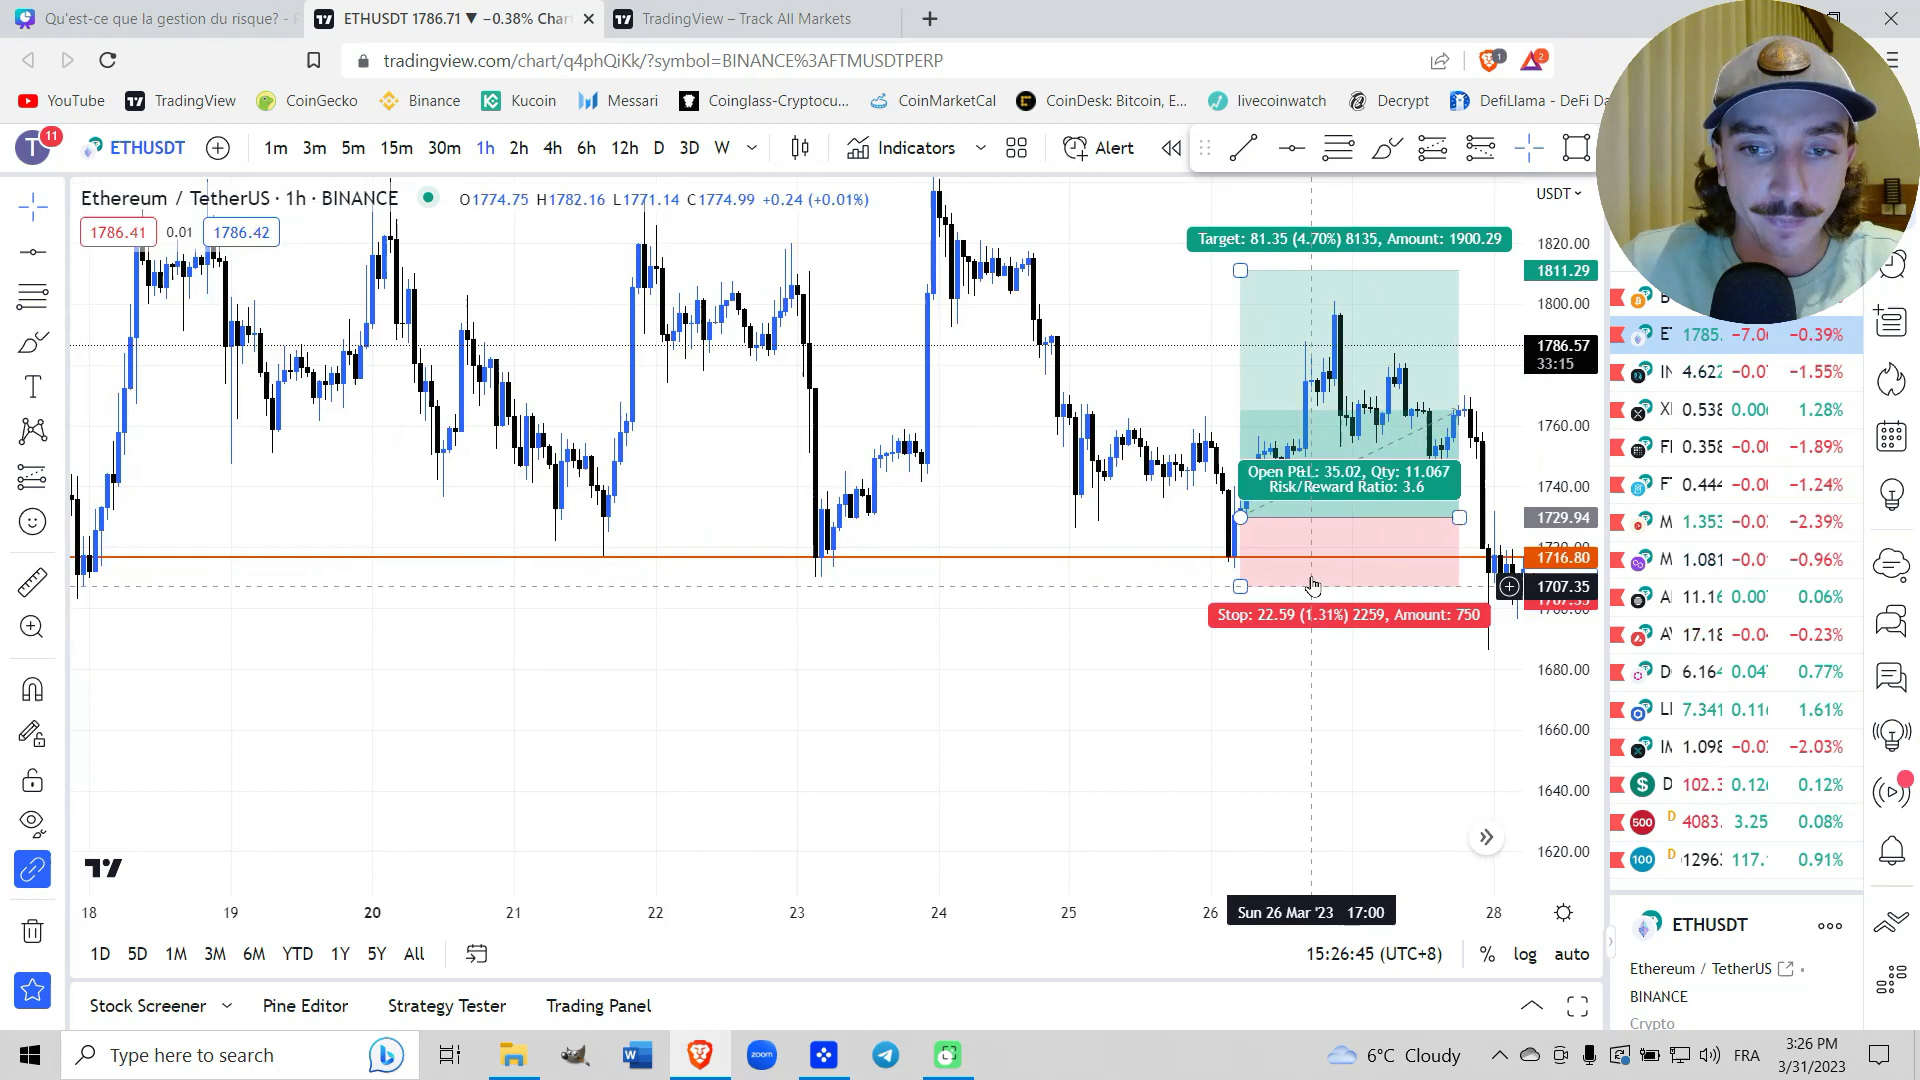 Qu'est-ce que la gestion du risque? -
ETHUSDT 1786.71 ▼ −0.38% Char
TradingView – Track All Markets
tradingview.com/chart/q4phQiKk/?symbol=BINANCE%3AFTMUSDTPERP
1
2
YouTube
TradingView
CoinGecko
Binance
Kucoin
Messari
Coinglass-Cryptocu...
CoinMarketCal
CoinDesk: Bitcoin, E...
livecoinwatch
Decrypt
DefiLlama - DeFi Da
T
11
ETHUSDT
1m 3m 5m 15m 30m 1h 2h 4h 6h 12h D 3D W
Indicators
Alert
Ethereum / TetherUS · 1h · BINANCE
O1774.75 H1782.16 L1771.14 C1774.99 +0.24 (+0.01%)
1786.41
0.01
1786.42
USDT
Target: 81.35 (4.70%) 8135, Amount: 1900.29
Open P&L: 35.02, Qty: 11.067
Risk/Reward Ratio: 3.6
Stop: 22.59 (1.31%) 2259, Amount: 750
1820.00
1811.29
1800.00
1786.57
33:15
1760.00
1740.00
1729.94
1716.80
1707.35
1680.00
1660.00
1640.00
1620.00
E 1785. −7.0 −0.39%
4.622 −0.0 −1.55%
0.538 0.00 1.28%
0.358 −0.0 −1.89%
0.444 −0.0 −1.24%
M 1.353 −0.0 −2.39%
M 1.081 −0.0 −0.96%
11.16 0.00 0.06%
17.18 −0.0 −0.23%
D 6.16 0.04 0.77%
7.341 0.11 1.61%
1.098 −0.0 −2.03%
D 102.3 0.12 0.12%
500 D 4083. 3.25 0.08%
100 D 1296 117. 0.91%
18 19 20 21 22 23 24 25 26
Sun 26 Mar '23 17:00
28
1D 5D 1M 3M 6M YTD 1Y 5Y All
15:26:45 (UTC+8)
% log auto
ETHUSDT
Ethereum / TetherUS
BINANCE
Crypto
Stock Screener
Pine Editor
Strategy Tester
Trading Panel
Type here to search
zoom
6°C Cloudy
FRA
3:26 PM
3/31/2023